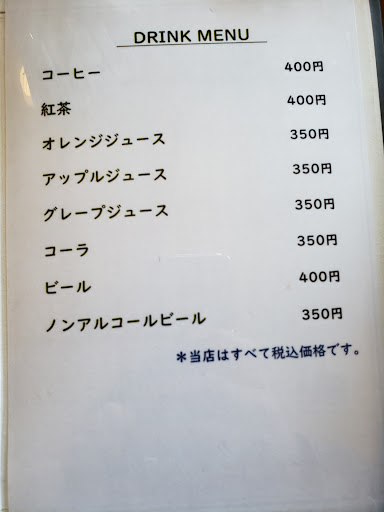 DRINK MENU
コーヒー 400円
紅茶 400円
オレンジジュース 350円
アップルジュース 350円
グレープジュース 350円
コーラ 350円
ビール 400円
ノンアルコールビール 350円
＊当店はすべて税込価格です。